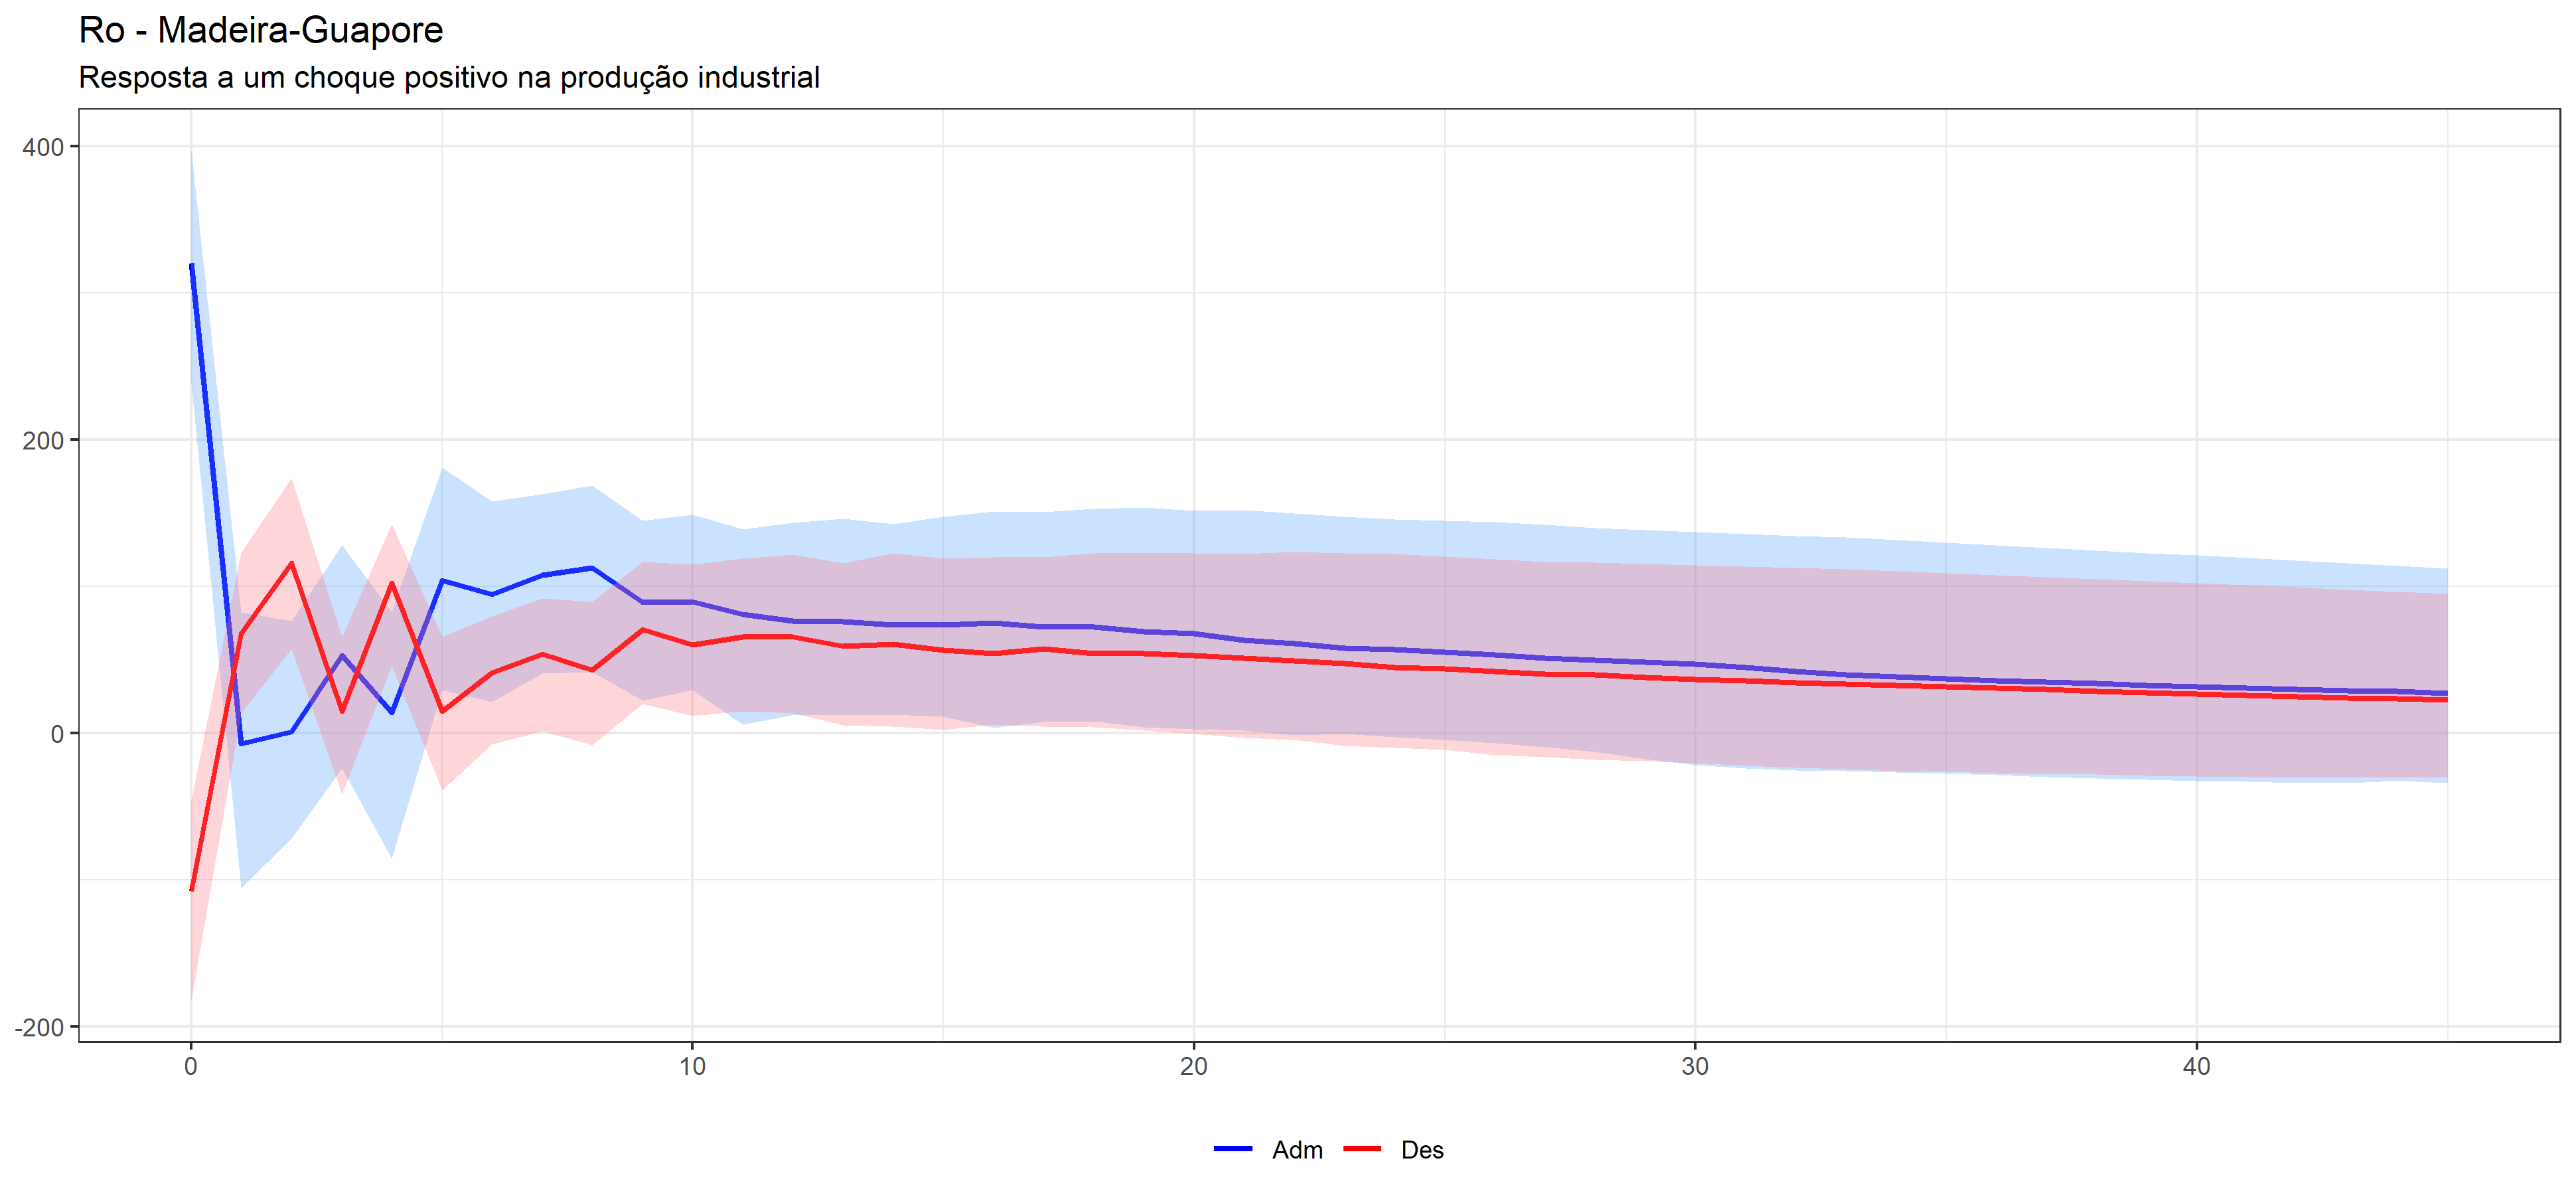 Ro - Madeira-Guapore
Resposta a um choque positivo na produção industrial
400
200
0
-200
0 10 20 30 40
Adm Des